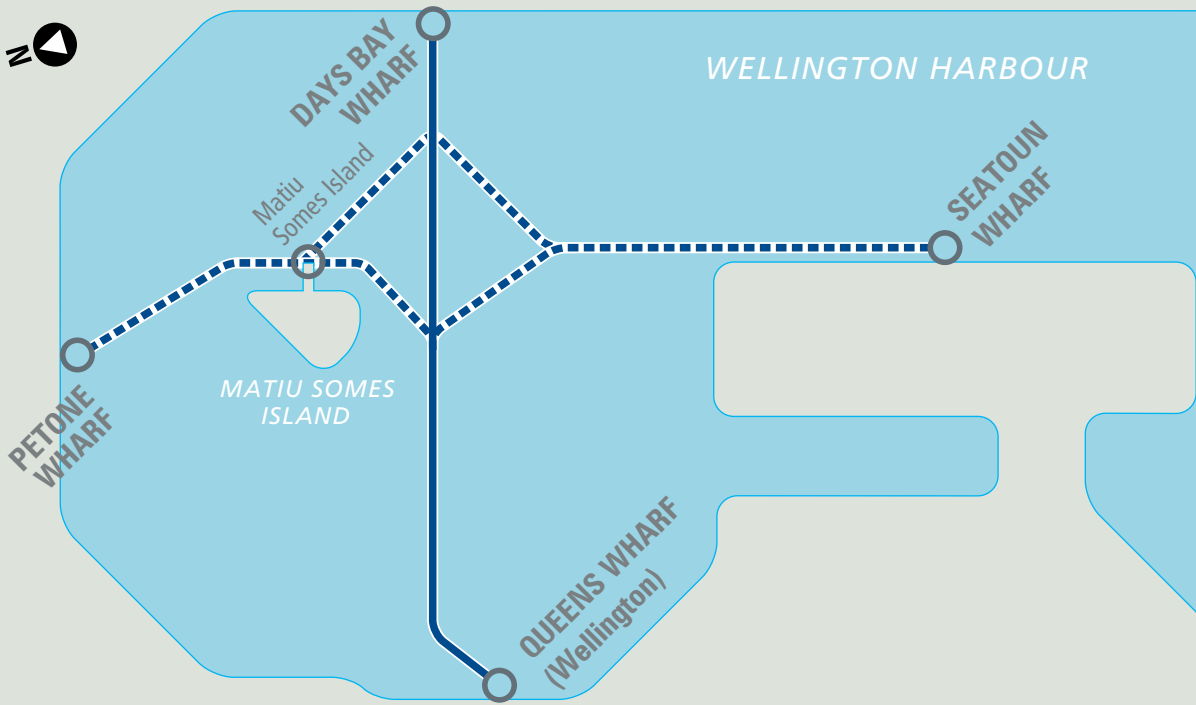 N
DAYS BAY
WHARF
WELLINGTON HARBOUR
Matiu
Somes Island
SEATOUN
WHARF
MATIU SOMES
ISLAND
PETONE
WHARF
QUEENS WHARF
(Wellington)